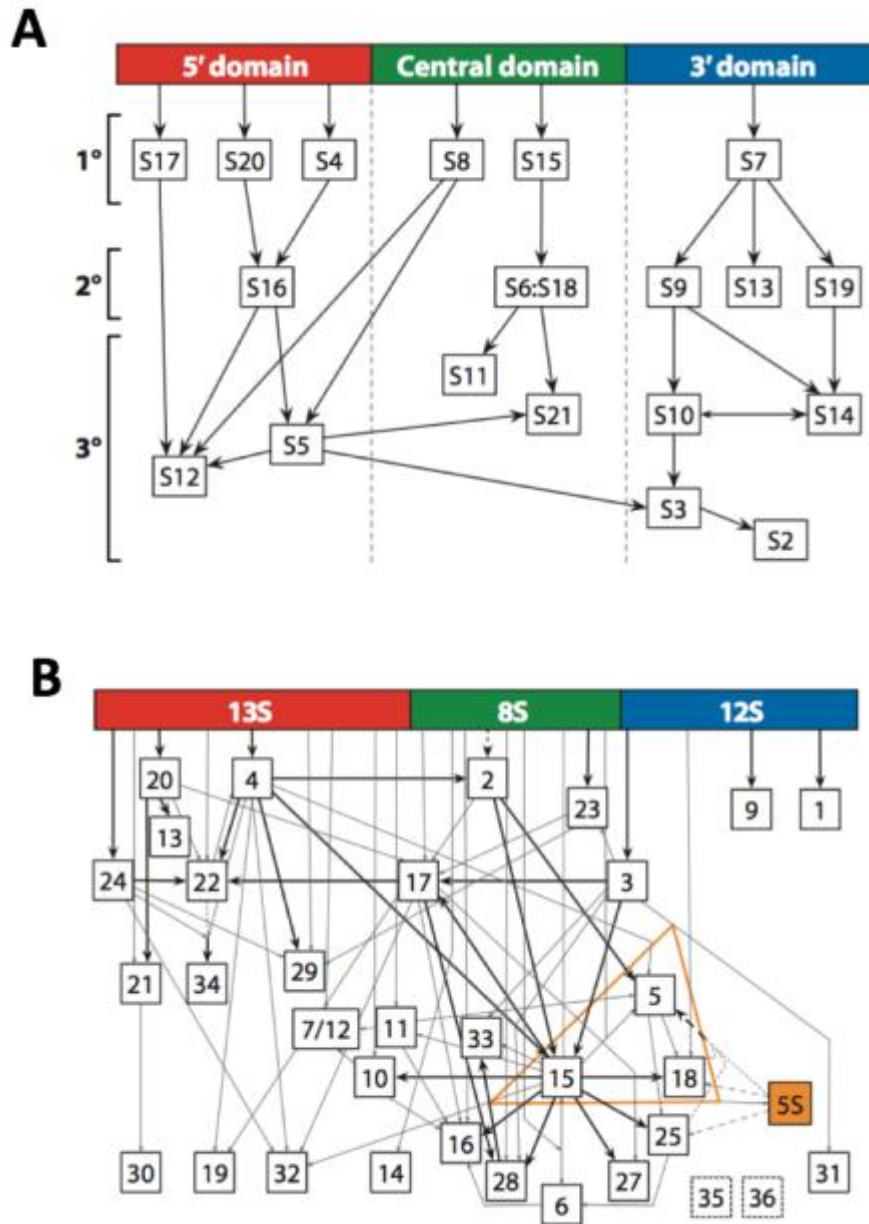 A
5′ domain Central domain 3′ domain
1°
S17 S20 S4 S8 S15 S7
2°
S16 S6:S18 S9 S13 S19
S11
S21 S10 S14
3°
S5
S12
S3
S2
B
13S 8S 12S
20 4 2
23 9 1
13
24 22 17 3
21 34 29
5
7/12 11 33
10 15 18
5S
16 25
30 19 32 14 28 27 31
35 36
6